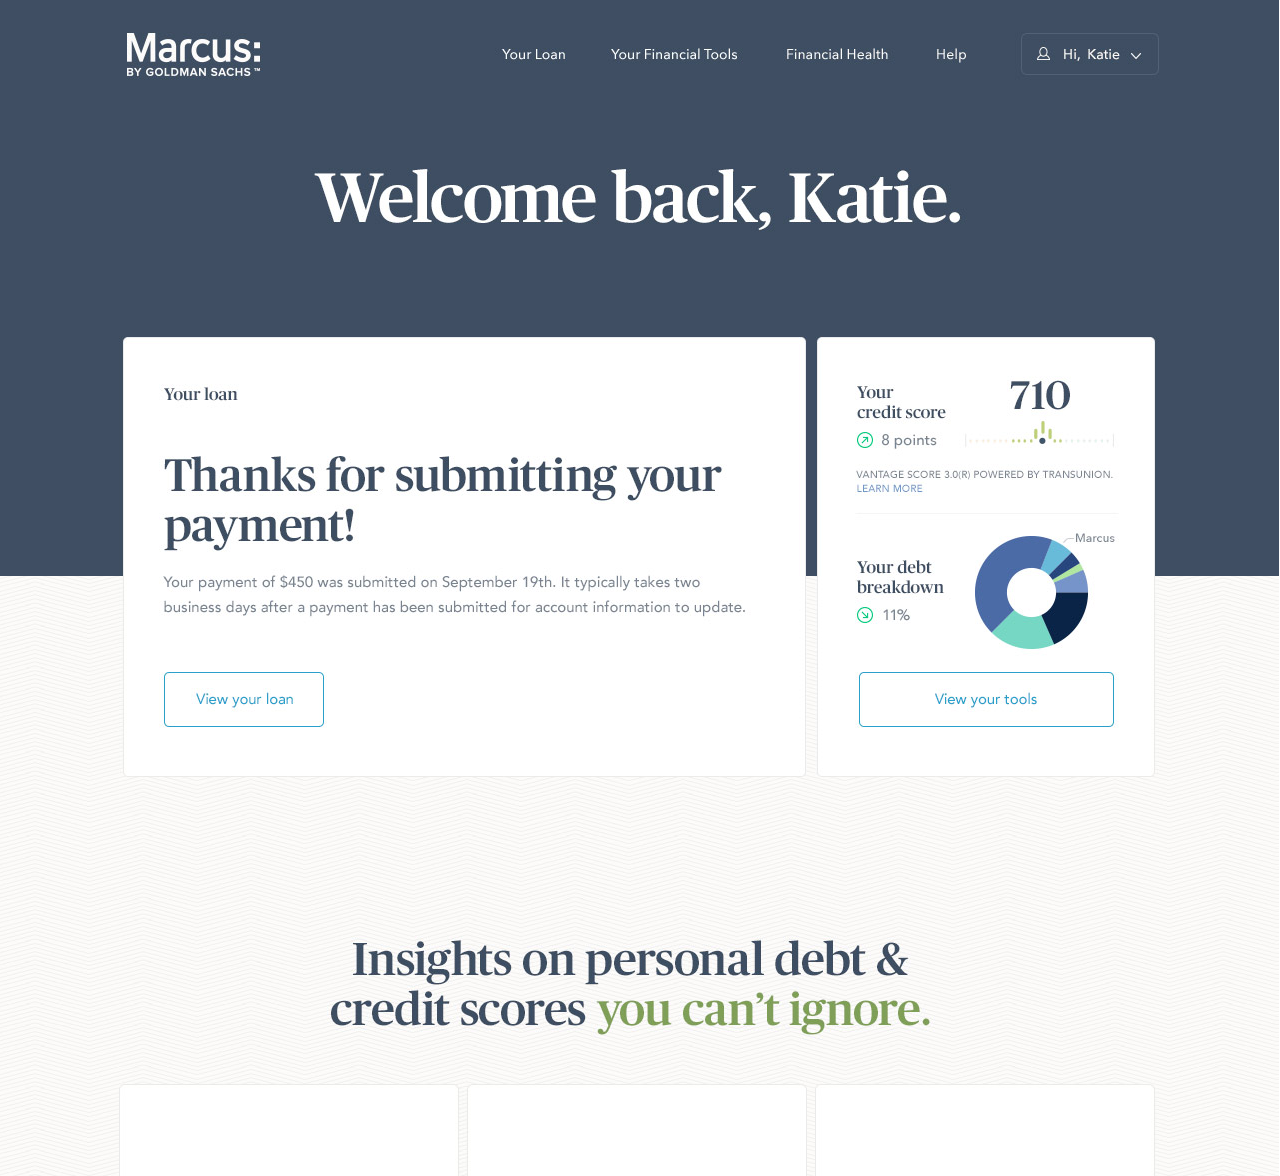 Marcus:
BY GOLDMAN SACHS ™
Your Loan
Your Financial Tools
Financial Health
Help
Hi, Katie
Welcome back, Katie.
Your loan
Thanks for submitting your
payment!
Your payment of $450 was submitted on September 19th. It typically takes two
business days after a payment has been submitted for account information to update.
View your loan
Your
credit score
8 points
710
VANTAGE SCORE 3.0(R) POWERED BY TRANSUNION.
LEARN MORE
Your debt
breakdown
11%
Marcus
View your tools
Insights on personal debt &
credit scores you can’t ignore.